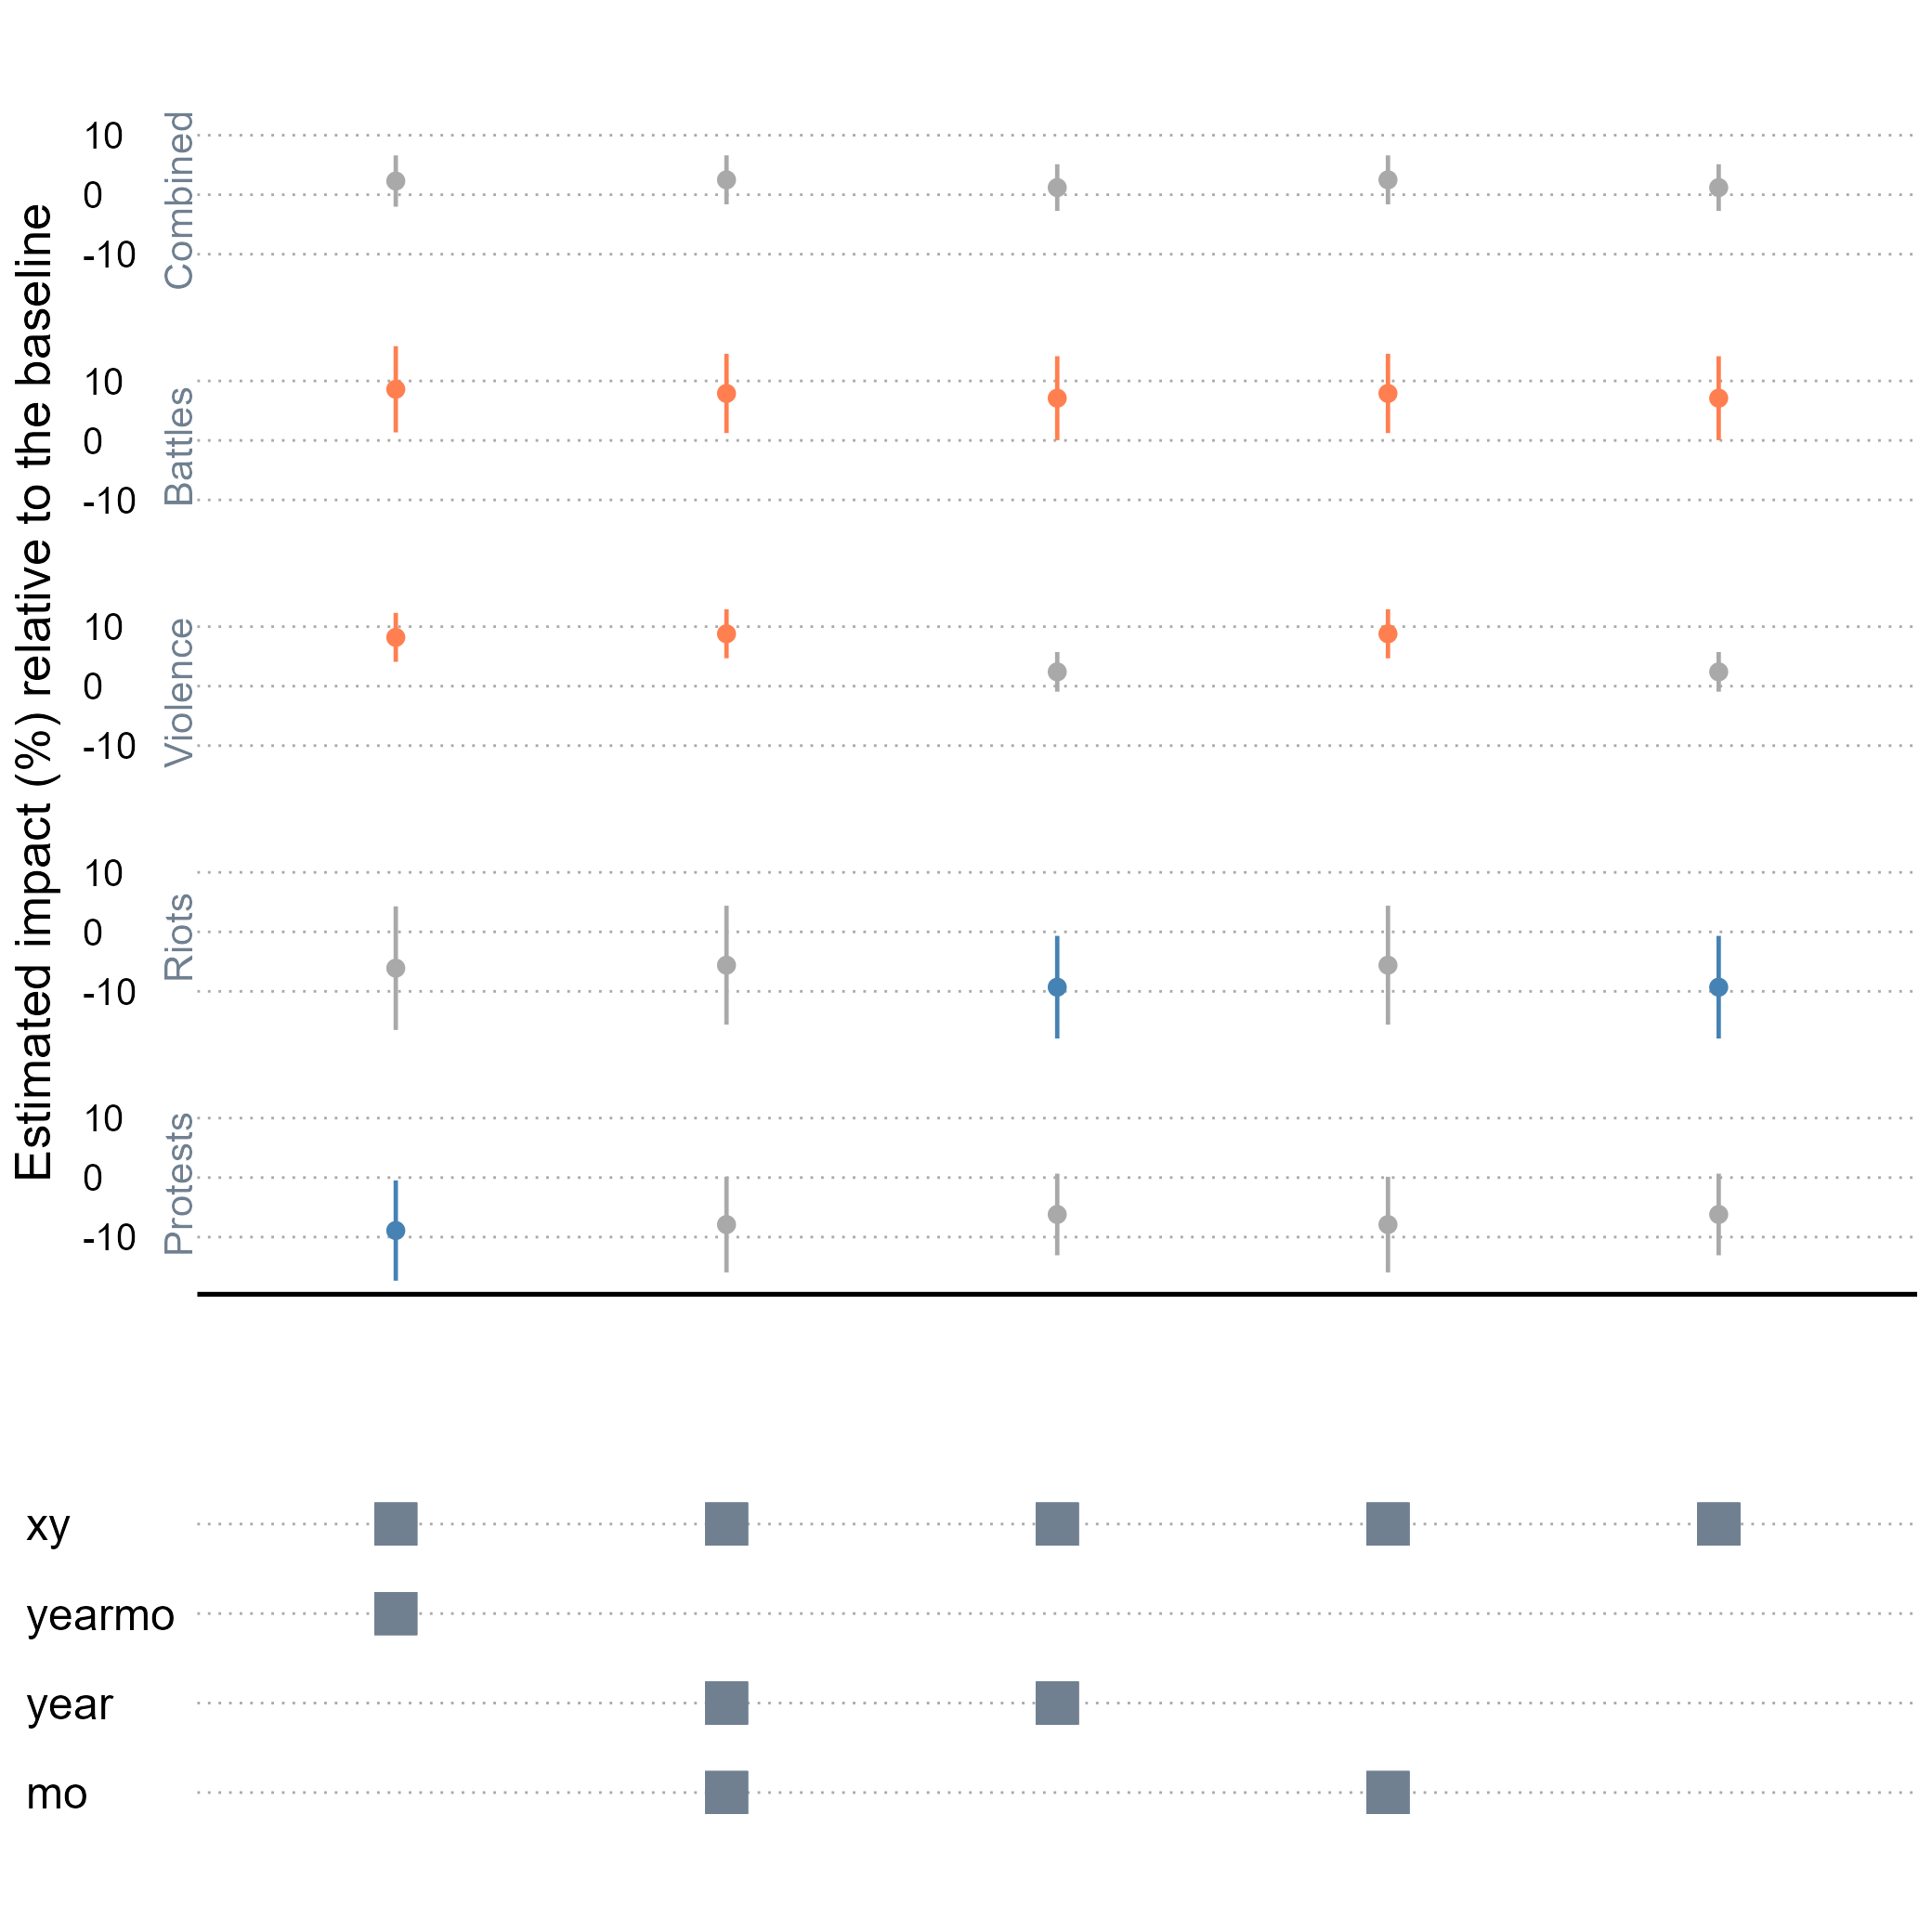 Estimated impact (%) relative to the baseline
Combined
10
0
-10
Battles
10
0
-10
Violence
10
0
-10
Riots
10
0
-10
Protests
10
0
-10
xy
yearmo
year
mo